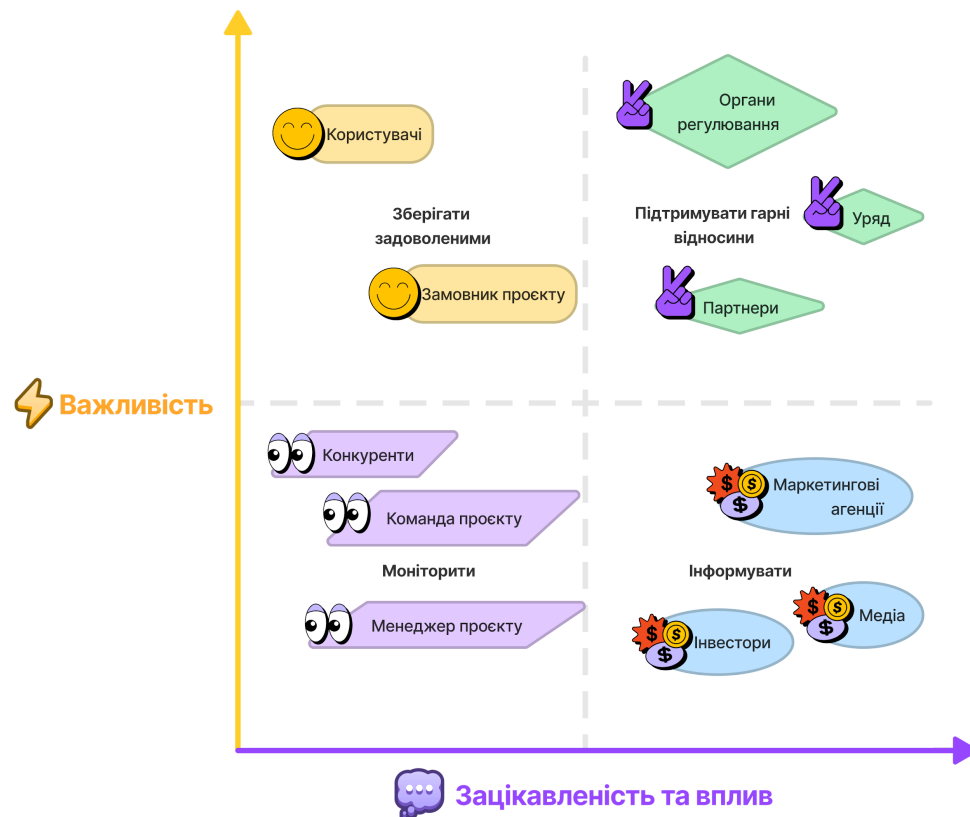 Користувачі
Органи
регулювання
Зберігати
задоволеними
Підтримувати гарні
відносини
Уряд
Замовник проєкту
Партнери
Важливість
Конкуренти
Команда проєкту
Маркетингові
агенції
Моніторити
Інформувати
Менеджер проєкту
Інвестори
Медіа
Зацікавленість та вплив